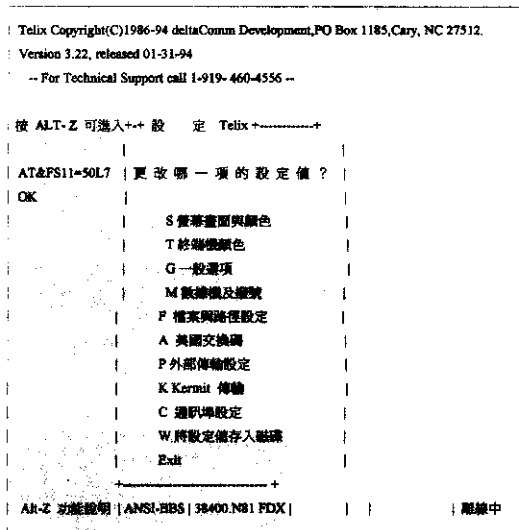 Telix Copyright(C)1986-94 deltaComm Development,PO Box 1185,Cary, NC 27512.
Version 3.22, released 01-31-94
-- For Technical Support call 1-919- 460-4556 --
按 ALT- Z 可進入+-+ 設 定 Telix +-------------+
AT&FS11=50L7 | 更 改 哪 一 項 的 設 定 值 ? |
OK
S 螢幕畫面與顏色
T 終端機顏色
G 一般選項
M 數據機及撥號
F 檔案與路徑設定
A 美國交換碼
P 外部傳輸設定
K Kermit 傳輸
C 通訊埠設定
W 將設定儲存入磁碟
Exit
Alt-Z 功能說明 | ANSI-BBS | 38400.N81 FDX | | | 離線中